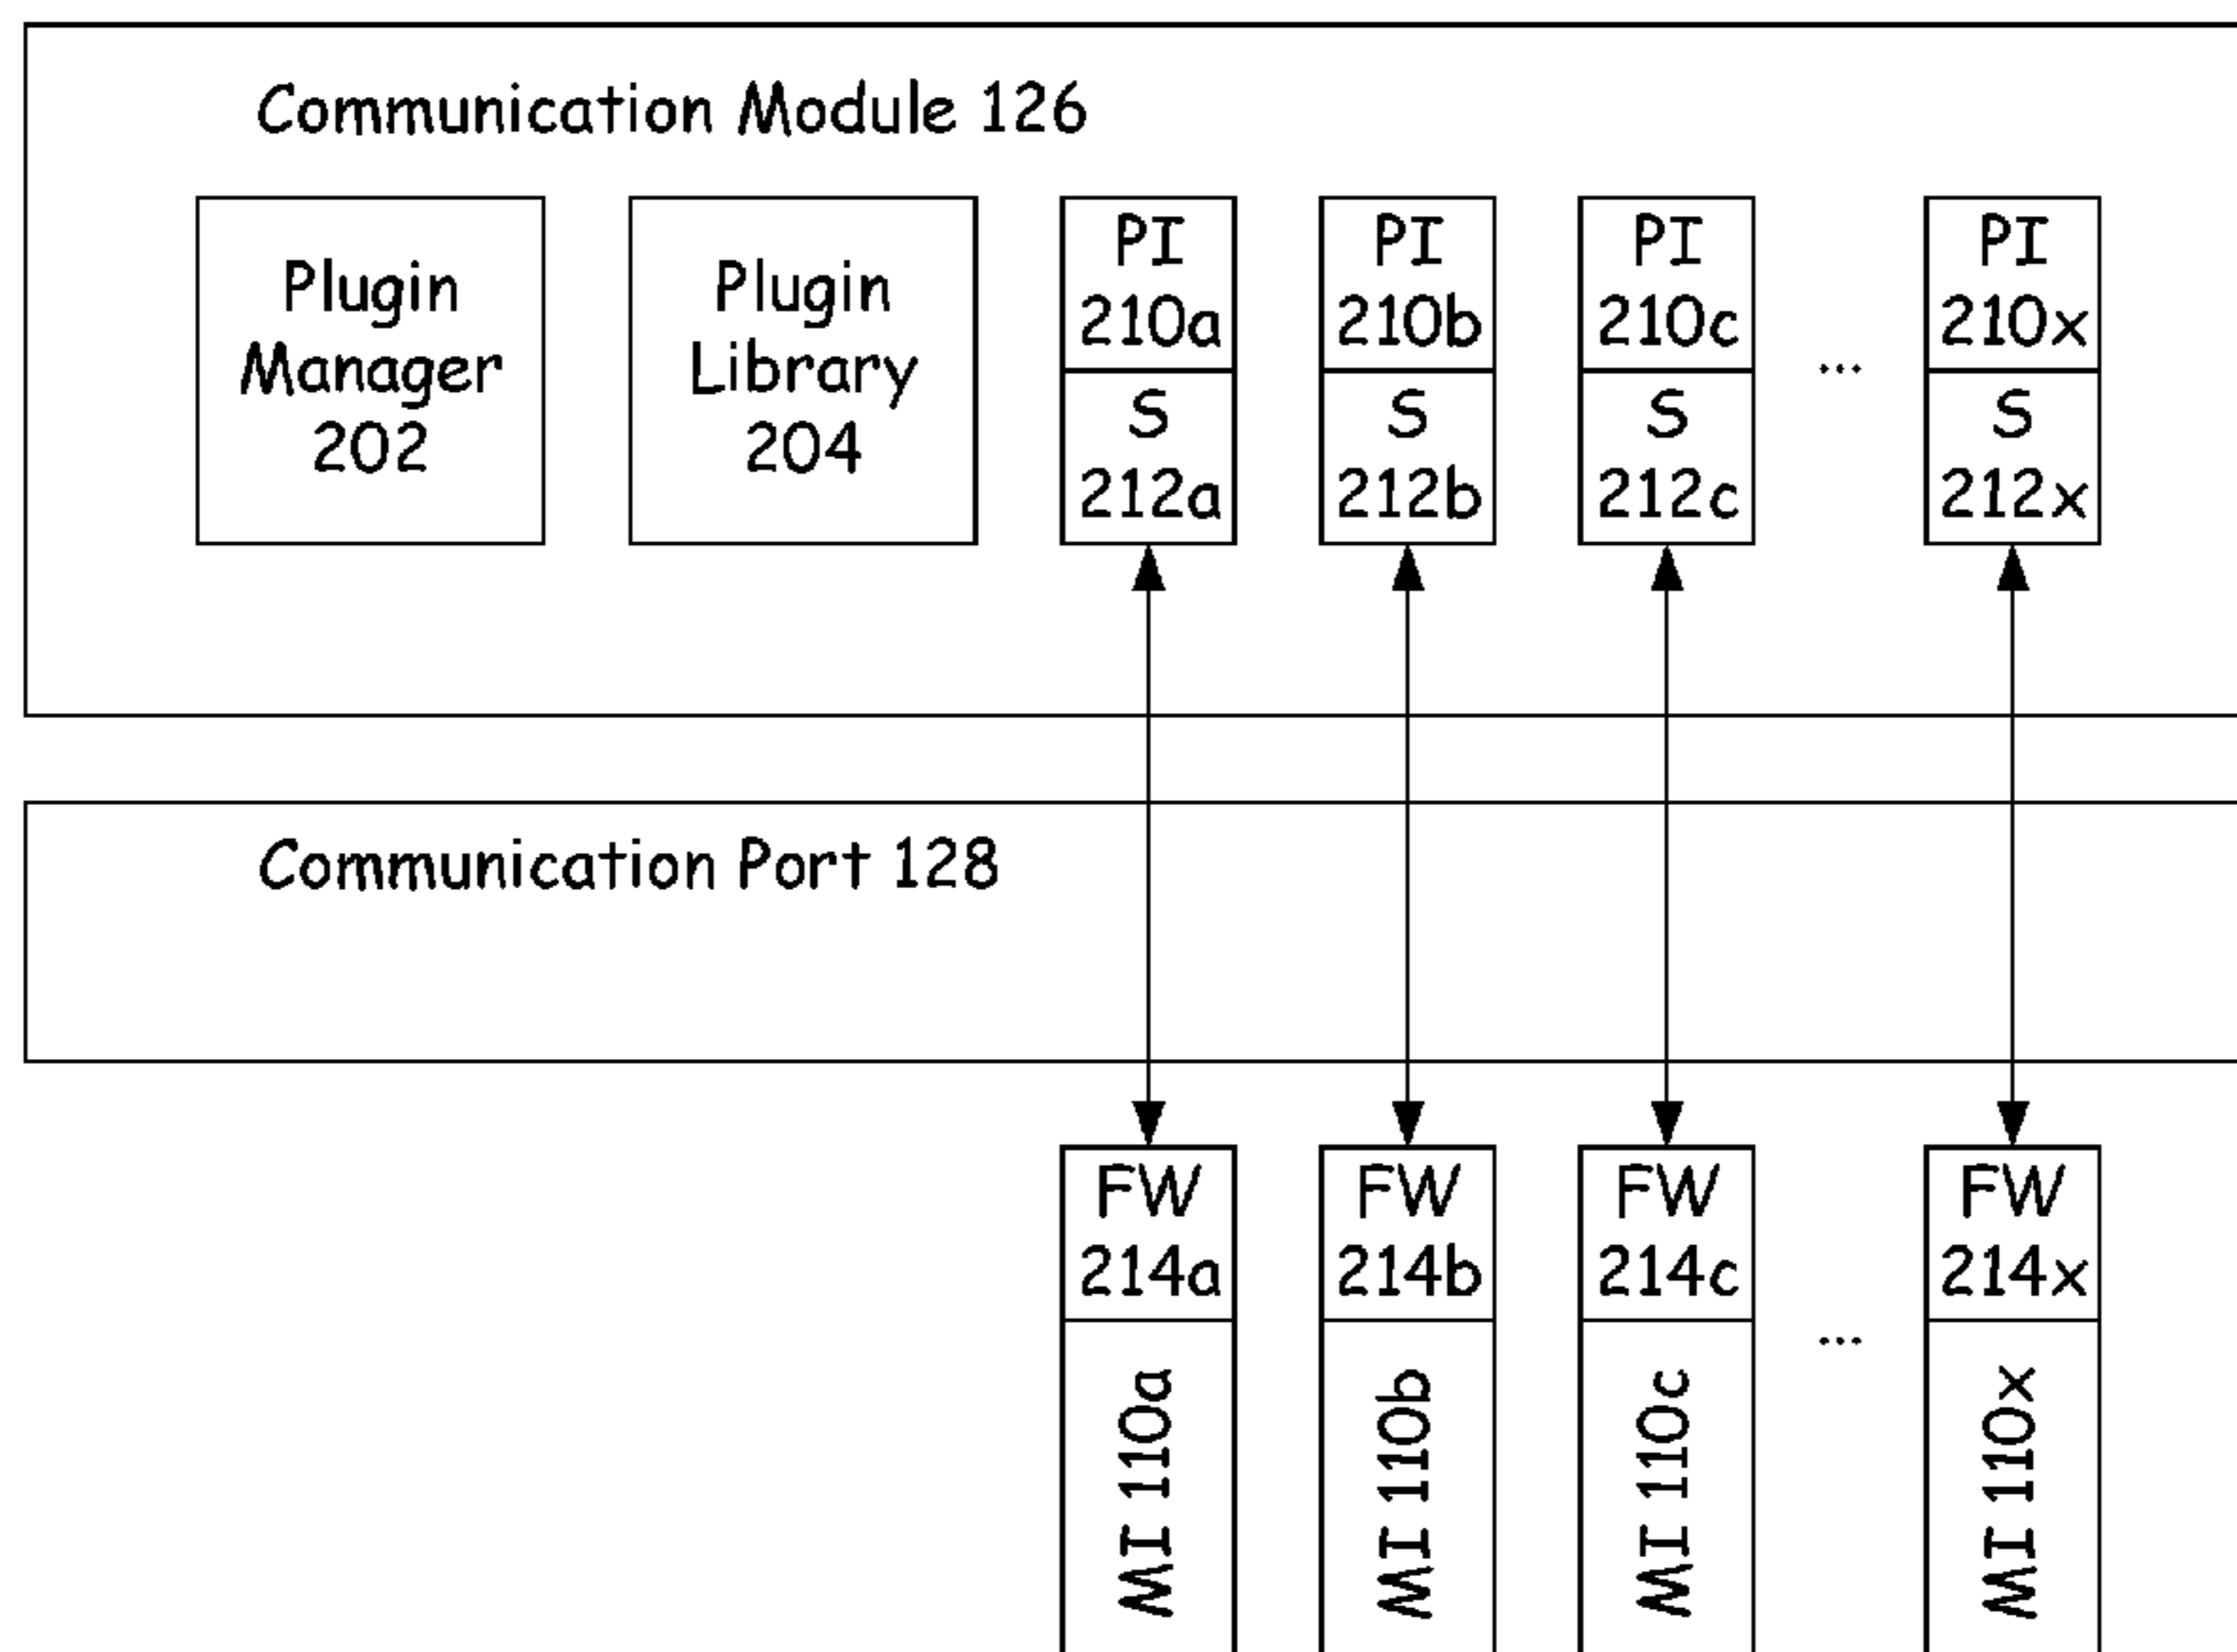 Communication Module 126
Plugin
Manager
202
Plugin
Library
204
PI
210a
S
212a
PI
210b
S
212b
PI
210c
S
212c
...
PI
210x
S
212x
Communication Port 128
FW
214a
MI 110a
FW
214b
MI 110b
FW
214c
MI 110c
...
FW
214x
MI 110x